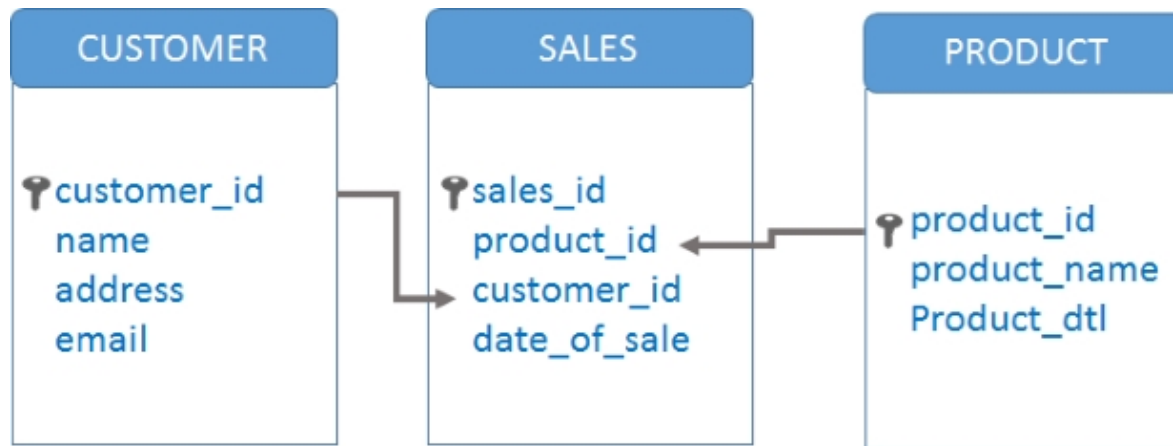 CUSTOMER
customer_id
name
address
email
SALES
sales_id
product_id
customer_id
date_of_sale
PRODUCT
product_id
product_name
Product_dtl